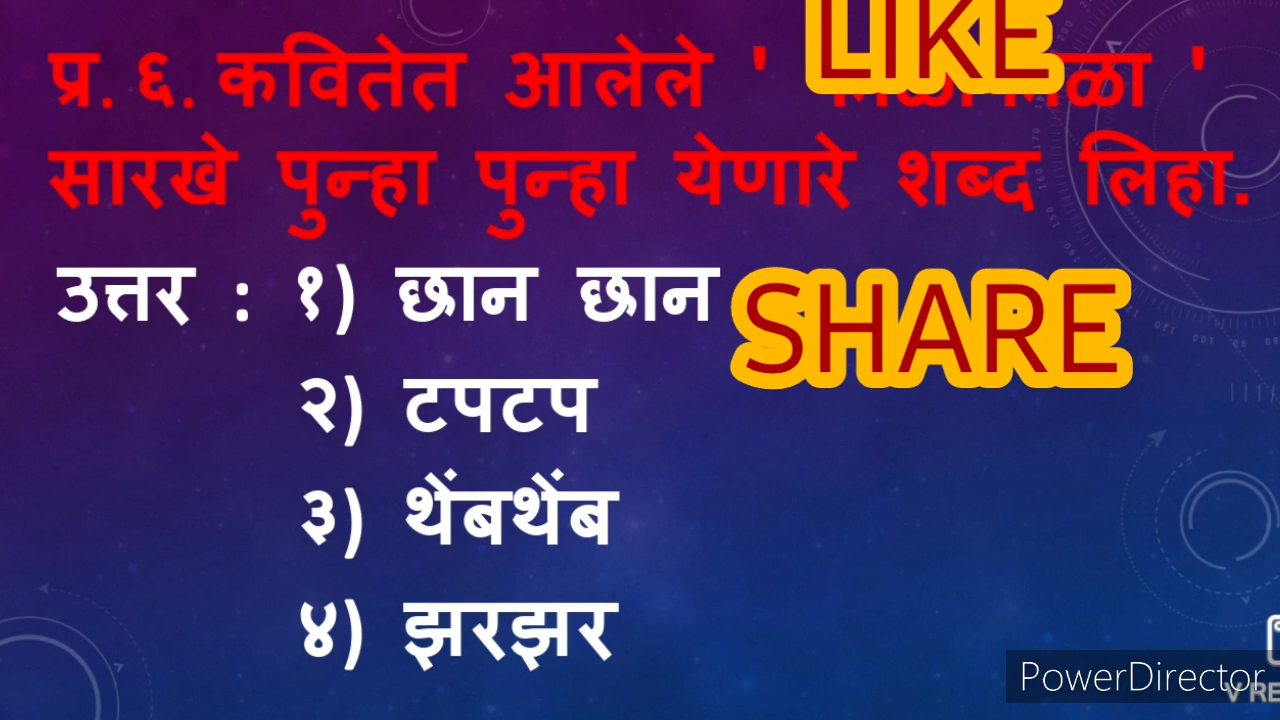 LIKE
प्र. ६. कवितेत आलेले ' '
सारखे पुन्हा पुन्हा येणारे शब्द लिहा.
उत्तर : १) छान छान
SHARE
२) टपटप
३) थैंबथैंब
४) झरझर
PowerDirector